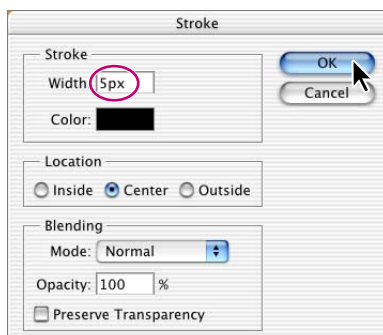 Stroke
Stroke
Width: 5px
Color:
OK
Cancel
Location
Inside Center Outside
Blending
Mode: Normal
Opacity: 100 %
Preserve Transparency